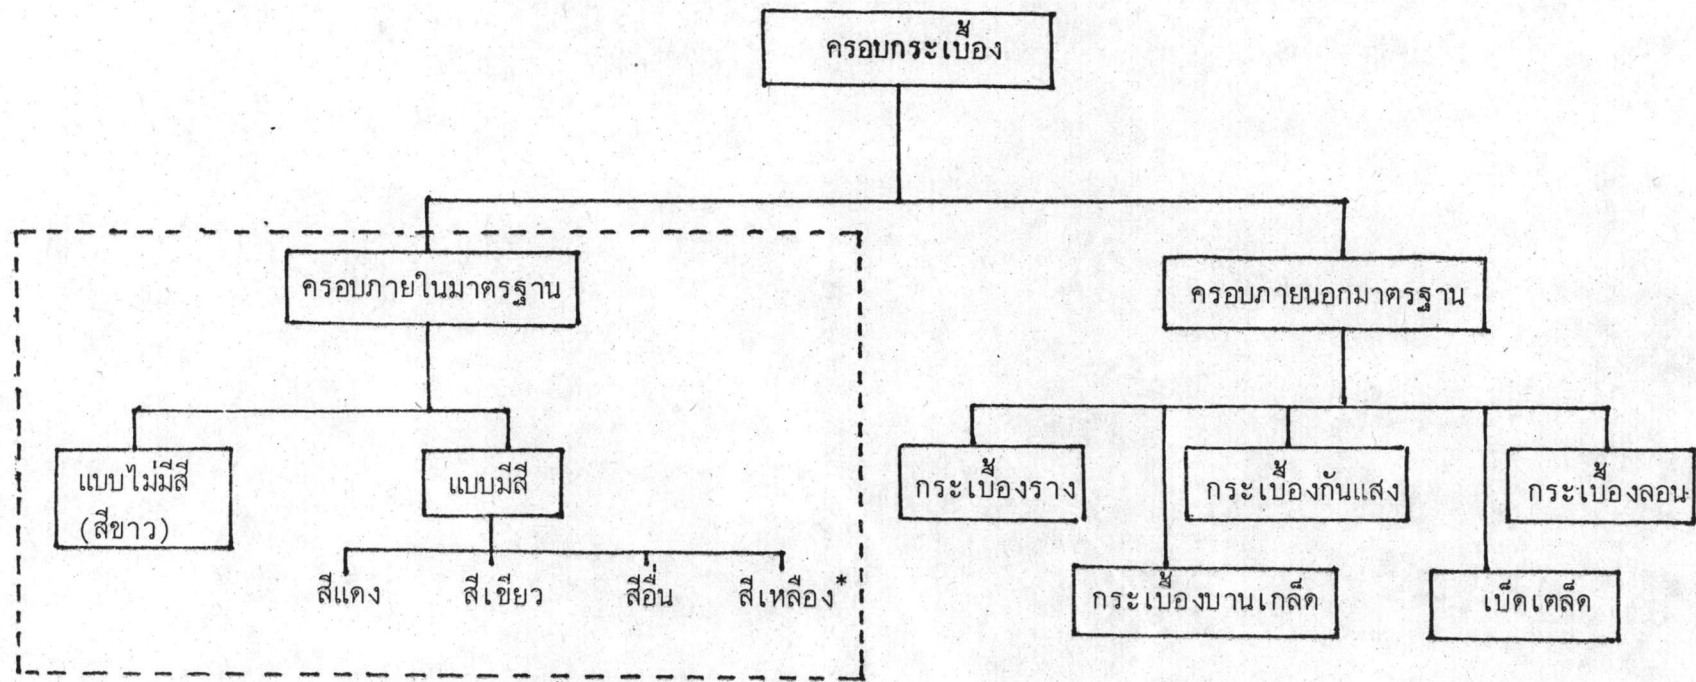 ครอบกระเบื้อง
ครอบภายในมาตรฐาน
ครอบภายนอกมาตรฐาน
แบบไม่มีสี
(สีขาว)
แบบมีสี
สีแดง
สีเขียว
สีอื่น
สีเหลือง*
กระเบื้องราง
กระเบื้องกันแสง
กระเบื้องลอน
กระเบื้องบานเกล็ด
เบ็ดเตล็ด